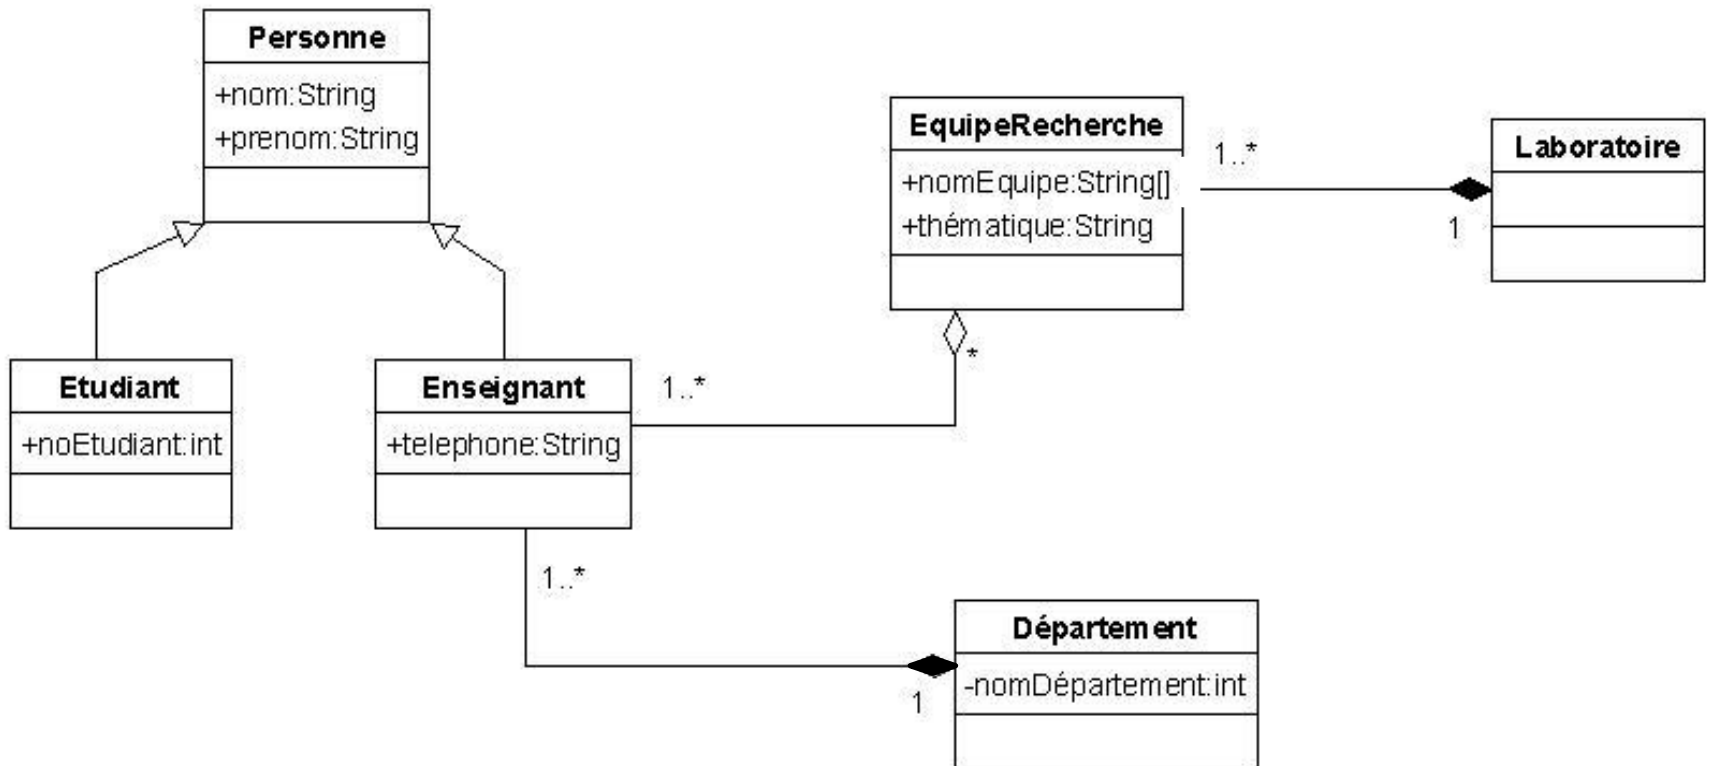 Personne
+nom:String
+prenom:String
EquipeRecherche
+nomEquipe:String[]
+thématique:String
1..*
1
Laboratoire
*
Etudiant
+noEtudiant:int
Enseignant
+telephone:String
1..*
1..*
1
Département
-nomDépartement:int